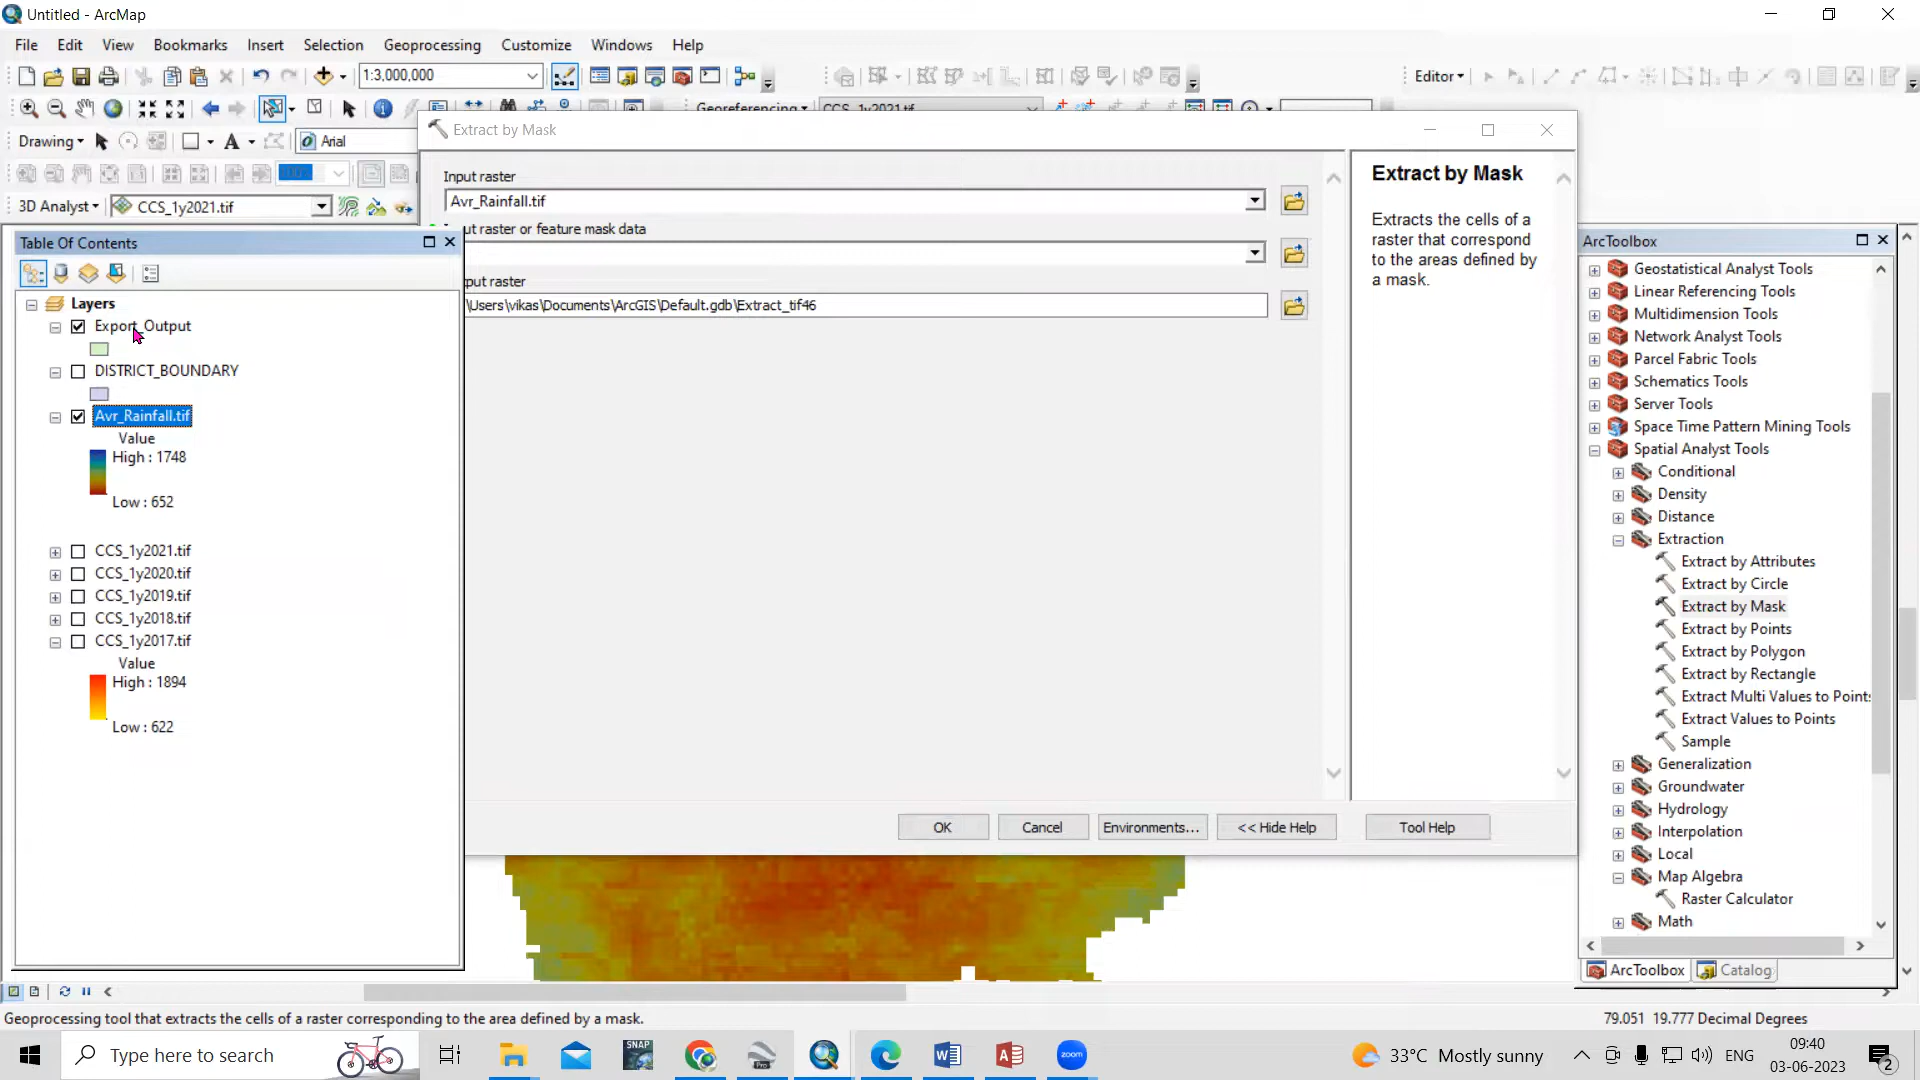 Untitled - ArcMap
File Edit View Bookmarks Insert Selection Geoprocessing Customize Windows Help
1:3,000,000
Editor
Georeferencing CCS_1y2021.tif
Drawing A Arial
3D Analyst CCS_1y2021.tif
Extract by Mask
Input raster
Avr_Rainfall.tif
put raster or feature mask data
put raster
\Users\vikas\Documents\ArcGIS\Default.gdb\Extract_tif46
OK
Cancel
Environments...
<< Hide Help
Tool Help
Extract by Mask
Extracts the cells of a
raster that correspond
to the areas defined by
a mask.
Table Of Contents
Layers
Export_Output
DISTRICT_BOUNDARY
Avr_Rainfall.tif
Value
High : 1748
Low : 652
CCS_1y2021.tif
CCS_1y2020.tif
CCS_1y2019.tif
CCS_1y2018.tif
CCS_1y2017.tif
Value
High : 1894
Low : 622
ArcToolbox
Geostatistical Analyst Tools
Linear Referencing Tools
Multidimension Tools
Network Analyst Tools
Parcel Fabric Tools
Schematics Tools
Server Tools
Space Time Pattern Mining Tools
Spatial Analyst Tools
Conditional
Density
Distance
Extraction
Extract by Attributes
Extract by Circle
Extract by Mask
Extract by Points
Extract by Polygon
Extract by Rectangle
Extract Multi Values to Points
Extract Values to Points
Sample
Generalization
Groundwater
Hydrology
Interpolation
Local
Map Algebra
Raster Calculator
Math
ArcToolbox Catalog
Geoprocessing tool that extracts the cells of a raster corresponding to the area defined by a mask.
79.051 19.777 Decimal Degrees
Type here to search
SNAP
Pro
zoom
33°C Mostly sunny
ENG
09:40
03-06-2023
2